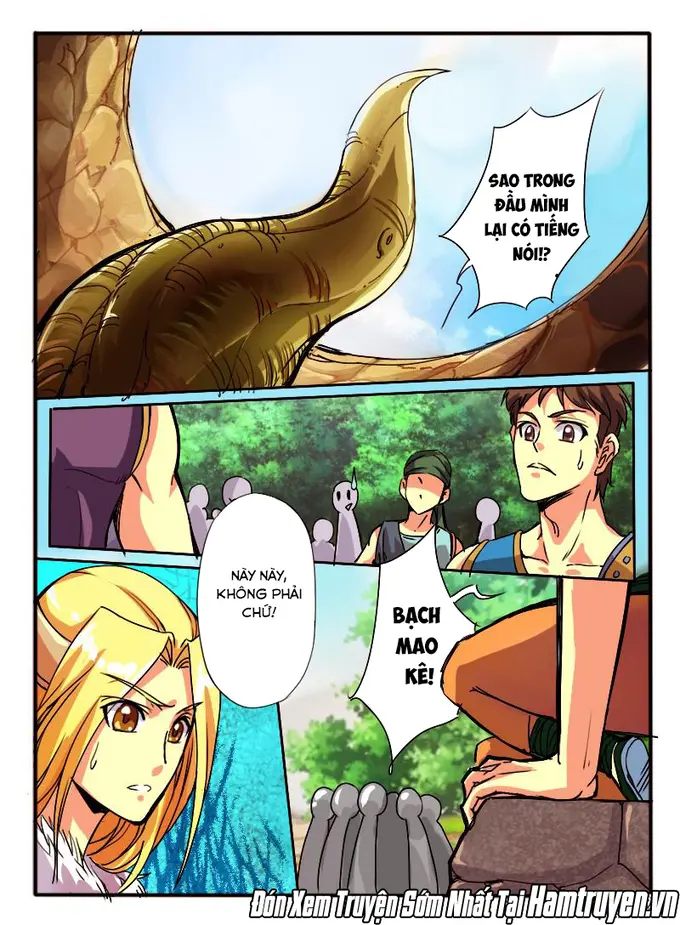 SAO TRONG
ĐẦU MÌNH
LẠI CÓ TIẾNG
NÓI!?
NÀY NÀY,
KHÔNG PHẢI
CHỨ!
BẠCH
MAO
KÊ!
Đón Xem Truyện Sớm Nhất Tại Hamtruyen.vn